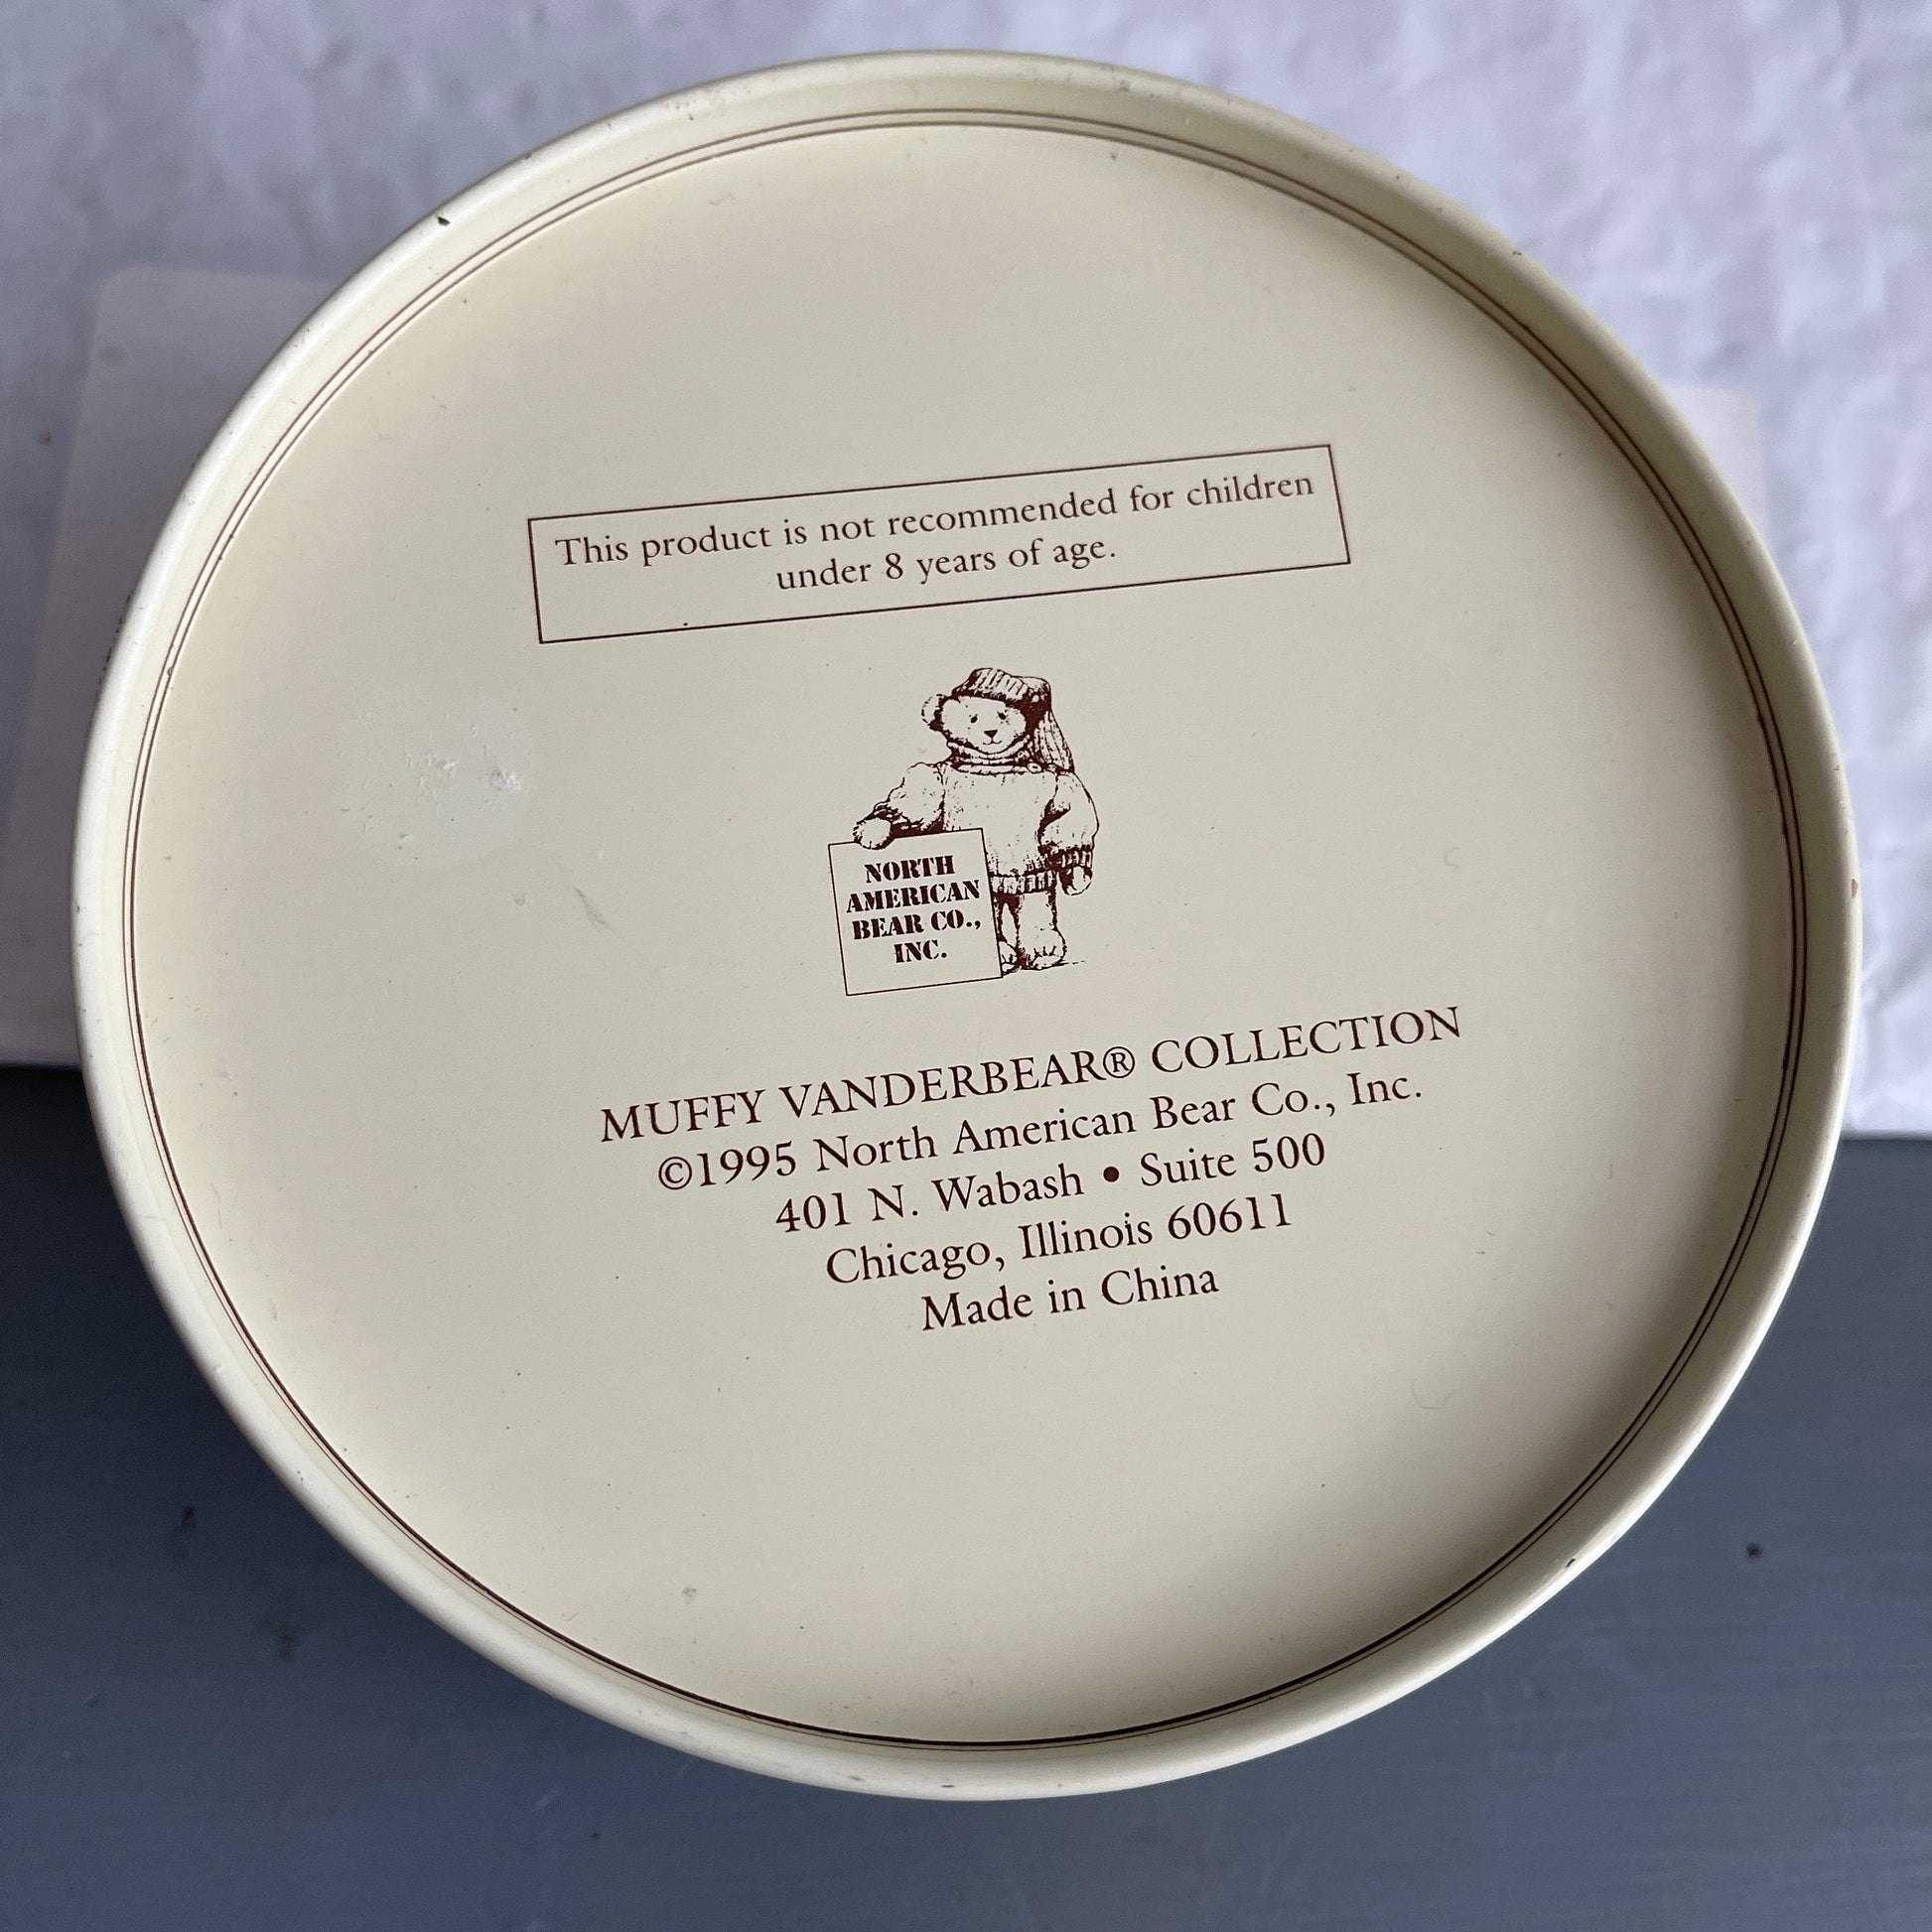 This product is not recommended for children
under 8 years of age.
NORTH
AMERICAN
BEAR CO.,
INC.
MUFFY VANDERBEAR® COLLECTION
©1995 North American Bear Co., Inc.
401 N. Wabash • Suite 500
Chicago, Illinois 60611
Made in China